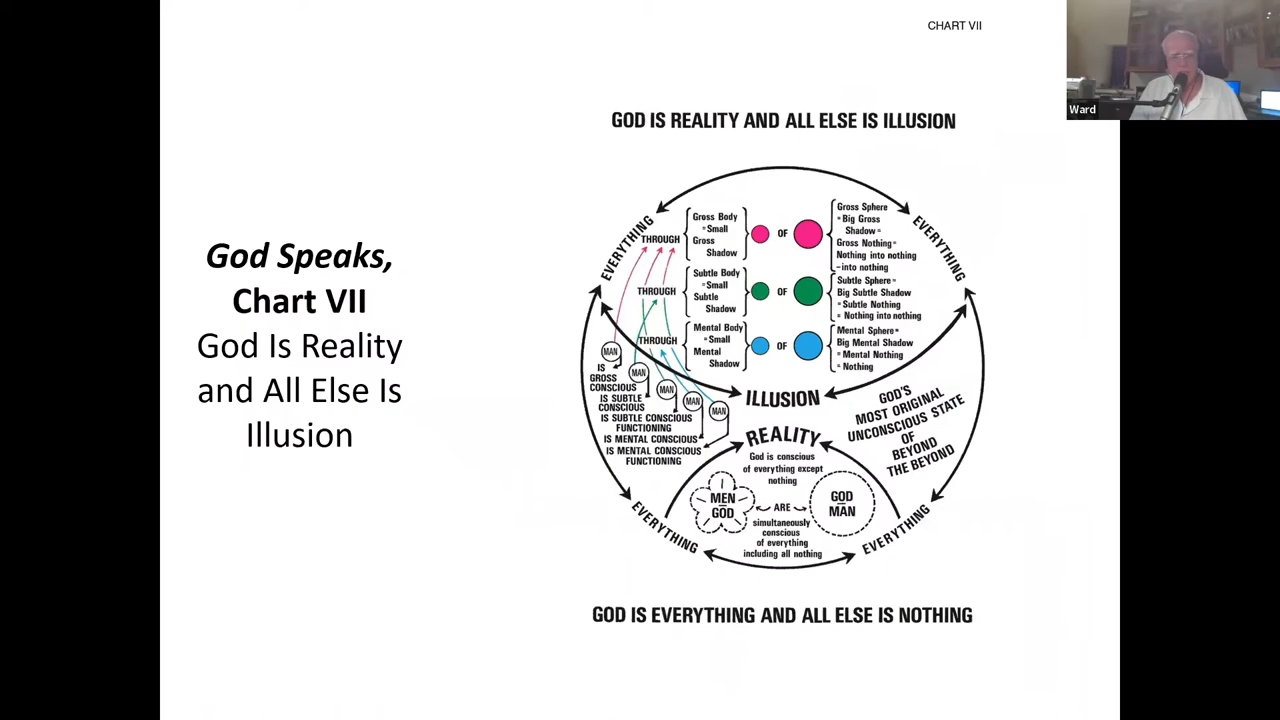 CHART VII
Ward
God Speaks,
Chart VII
God Is Reality
and All Else Is
Illusion
GOD IS REALITY AND ALL ELSE IS ILLUSION
EVERYTHING
EVERYTHING
THROUGH
Gross Body
= Small
Gross
Shadow
OF
Gross Sphere
= Big Gross
Shadow =
Gross Nothing =
Nothing into nothing
-into nothing
THROUGH
Subtle Body
= Small
Subtle
Shadow
OF
Subtle Sphere =
Big Subtle Shadow
= Subtle Nothing
= Nothing into nothing
THROUGH
Mental Body
= Small
Mental
Shadow
OF
Mental Sphere =
Big Mental Shadow
= Mental Nothing
= Nothing
MAN
IS
GROSS
CONSCIOUS
MAN
IS SUBTLE
CONSCIOUS
MAN
IS SUBTLE CONSCIOUS
FUNCTIONING
MAN
IS MENTAL CONSCIOUS
MAN
IS MENTAL CONSCIOUS
FUNCTIONING
ILLUSION
GOD'S
MOST ORIGINAL
UNCONSCIOUS STATE
OF
BEYOND
THE BEYOND
REALITY
God is conscious
of everything except
nothing
MEN
GOD
ARE
GOD
MAN
simultaneously
conscious
of everything
including all nothing
EVERYTHING
EVERYTHING
GOD IS EVERYTHING AND ALL ELSE IS NOTHING